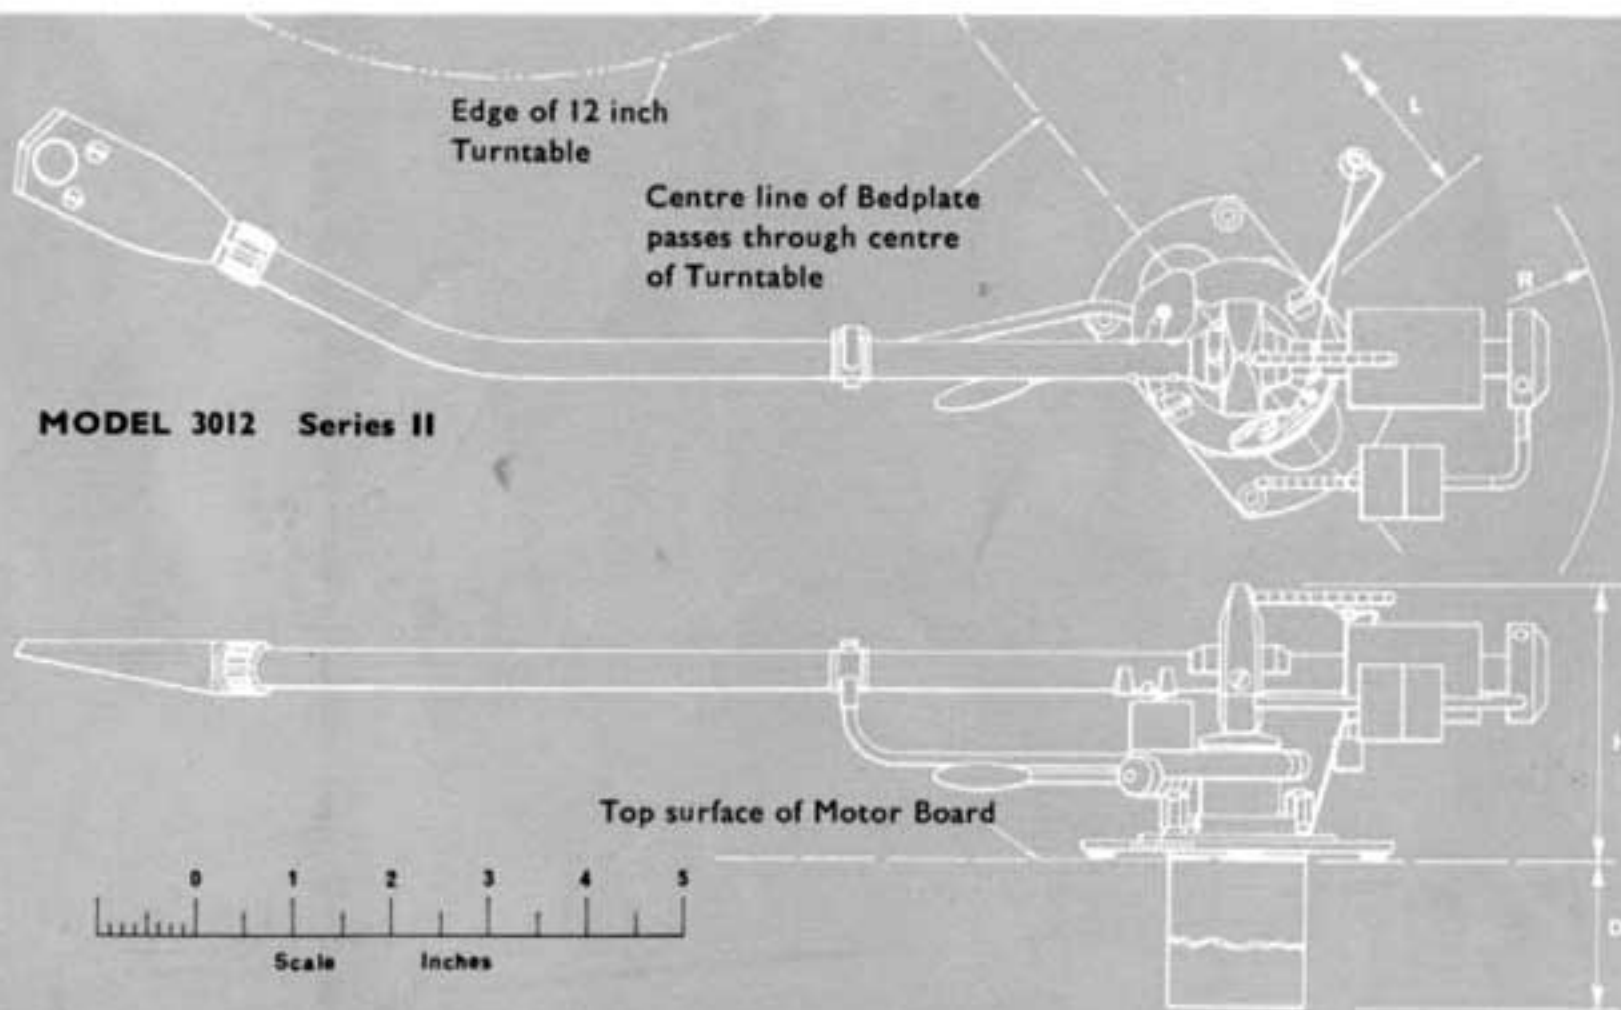 Edge of 12 inch
Turntable
L
Centre line of Bedplate
passes through centre
of Turntable
R
MODEL 3012 Series II
Top surface of Motor Board
0 1 2 3 4 5
Scale Inches